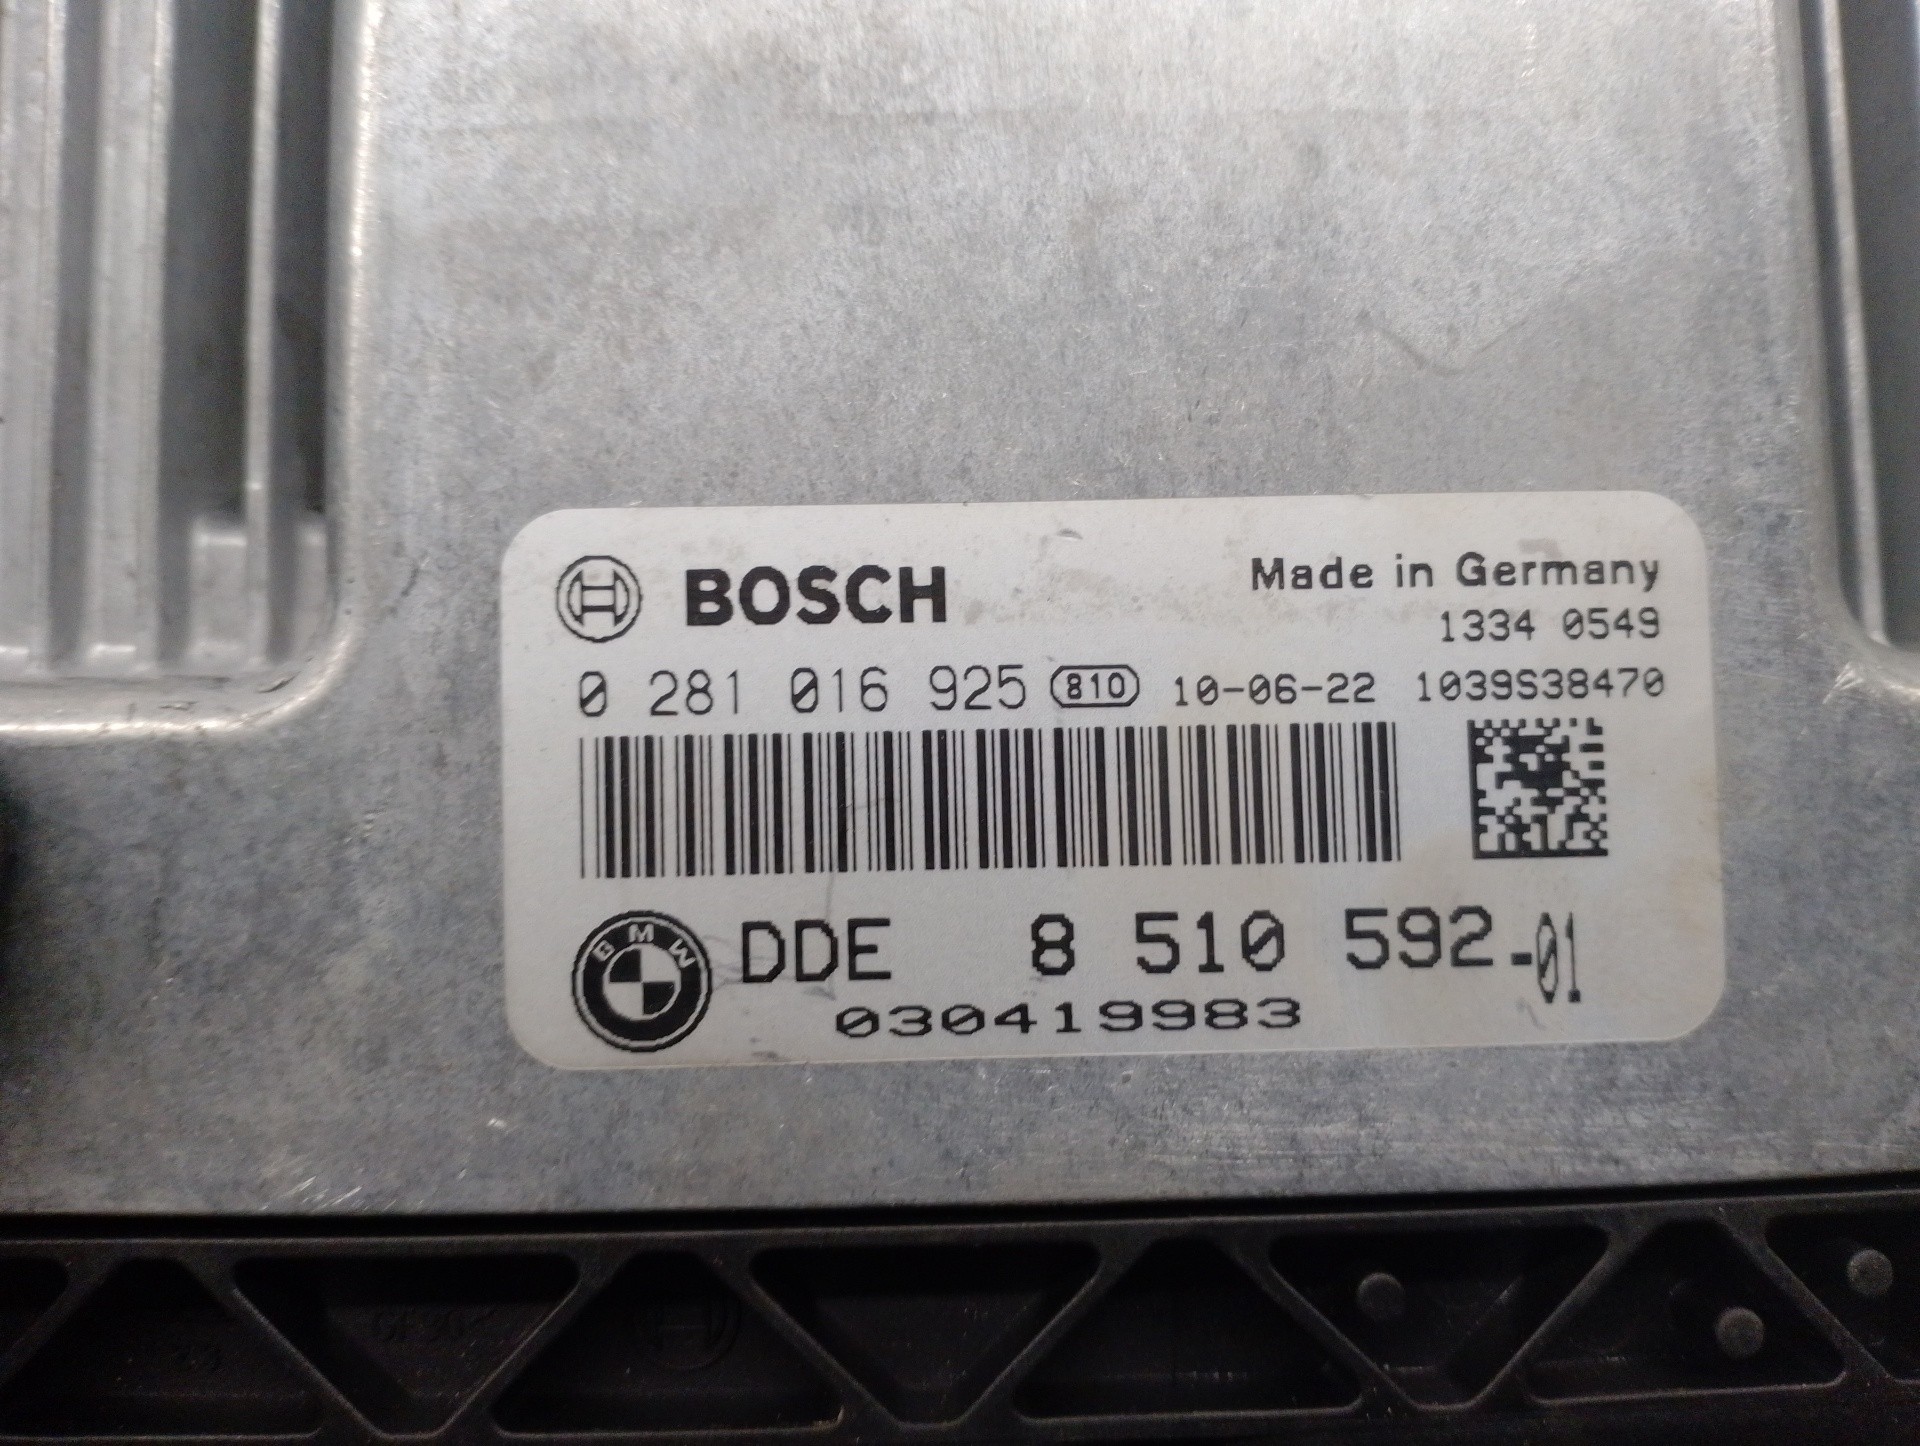 BOSCH
Made in Germany
1334 0549
0 281 016 925 810 10-06-22 1039S38470
BMW
DDE 8 510 592-01
030419983